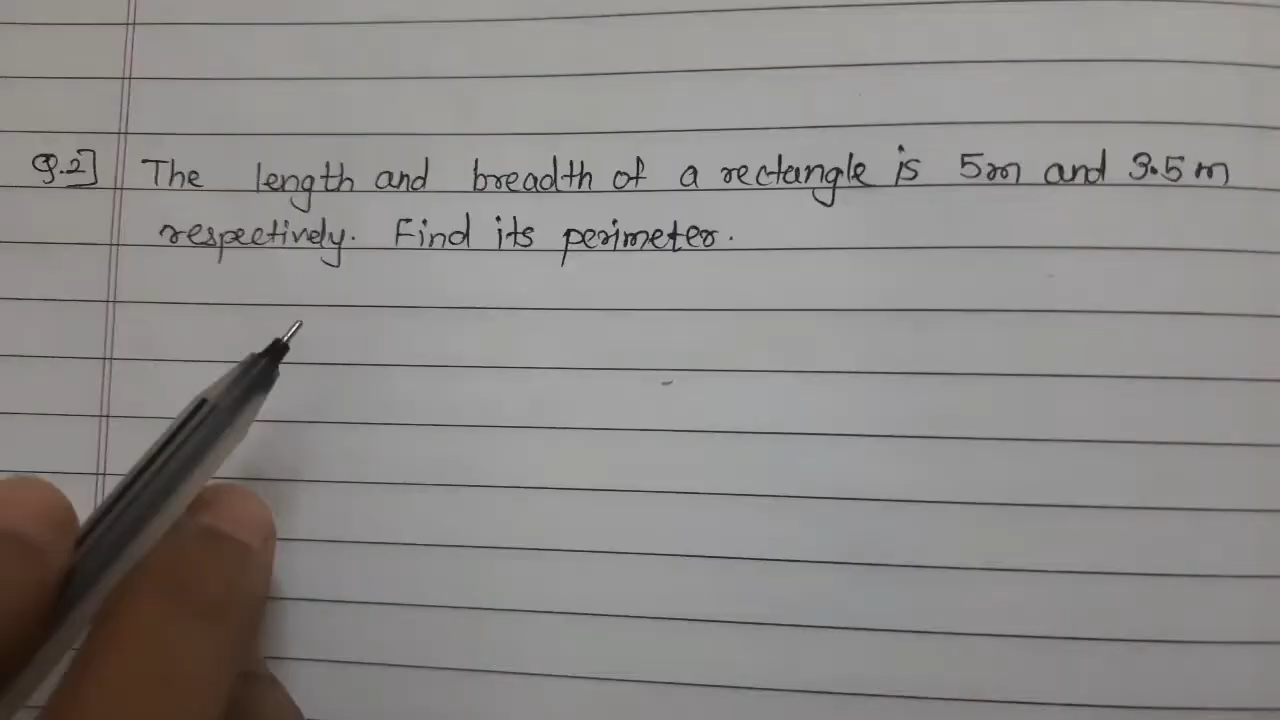 Q.2] The length and breadth of a rectangle is 5m and 3.5m
respectively. Find its perimeter.